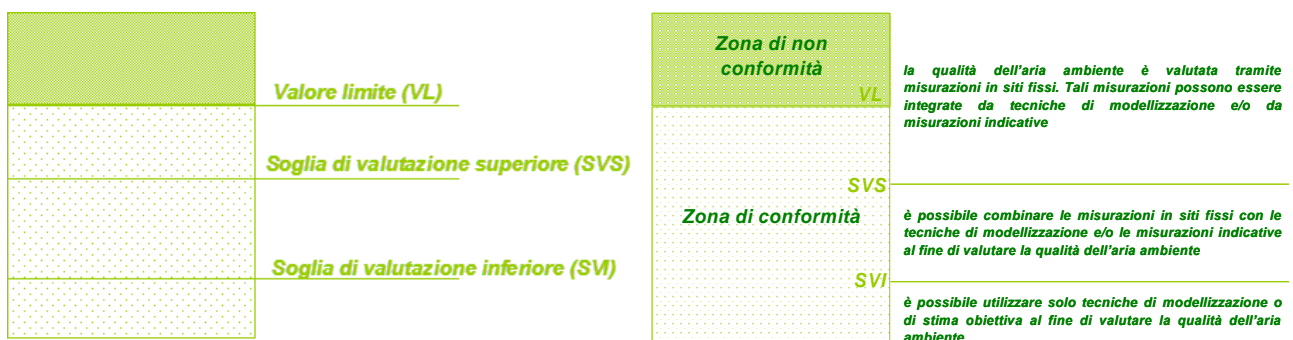 Valore limite (VL)
Soglia di valutazione superiore (SVS)
Soglia di valutazione inferiore (SVI)
Zona di non
conformità
VL
SVS
Zona di conformità
SVI
la qualità dell'aria ambiente è valutata tramite
misurazioni in siti fissi. Tali misurazioni possono essere
integrate da tecniche di modellizzazione e/o da
misurazioni indicative
è possibile combinare le misurazioni in siti fissi con le
tecniche di modellizzazione e/o le misurazioni indicative
al fine di valutare la qualità dell'aria ambiente
è possibile utilizzare solo tecniche di modellizzazione o
di stima obiettiva al fine di valutare la qualità dell'aria
ambiente